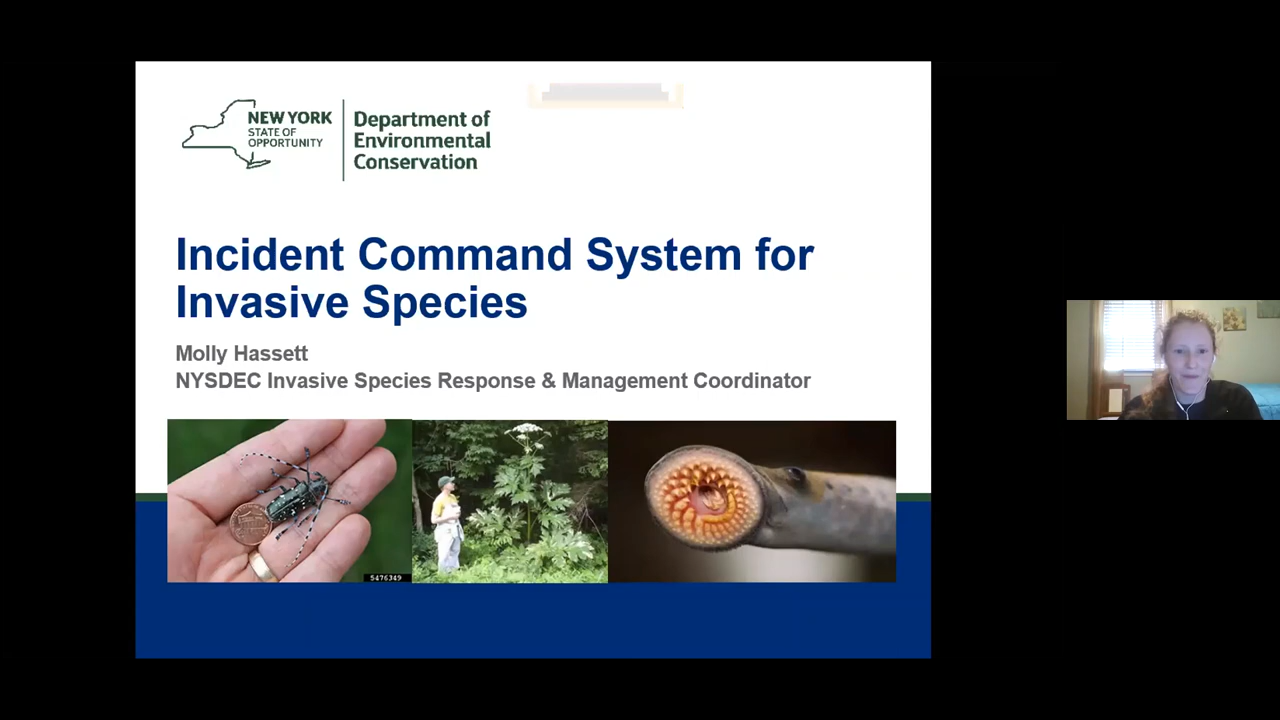 NEW YORK
STATE OF
OPPORTUNITY
Department of
Environmental
Conservation
Incident Command System for
Invasive Species
Molly Hassett
NYSDEC Invasive Species Response & Management Coordinator
5476349